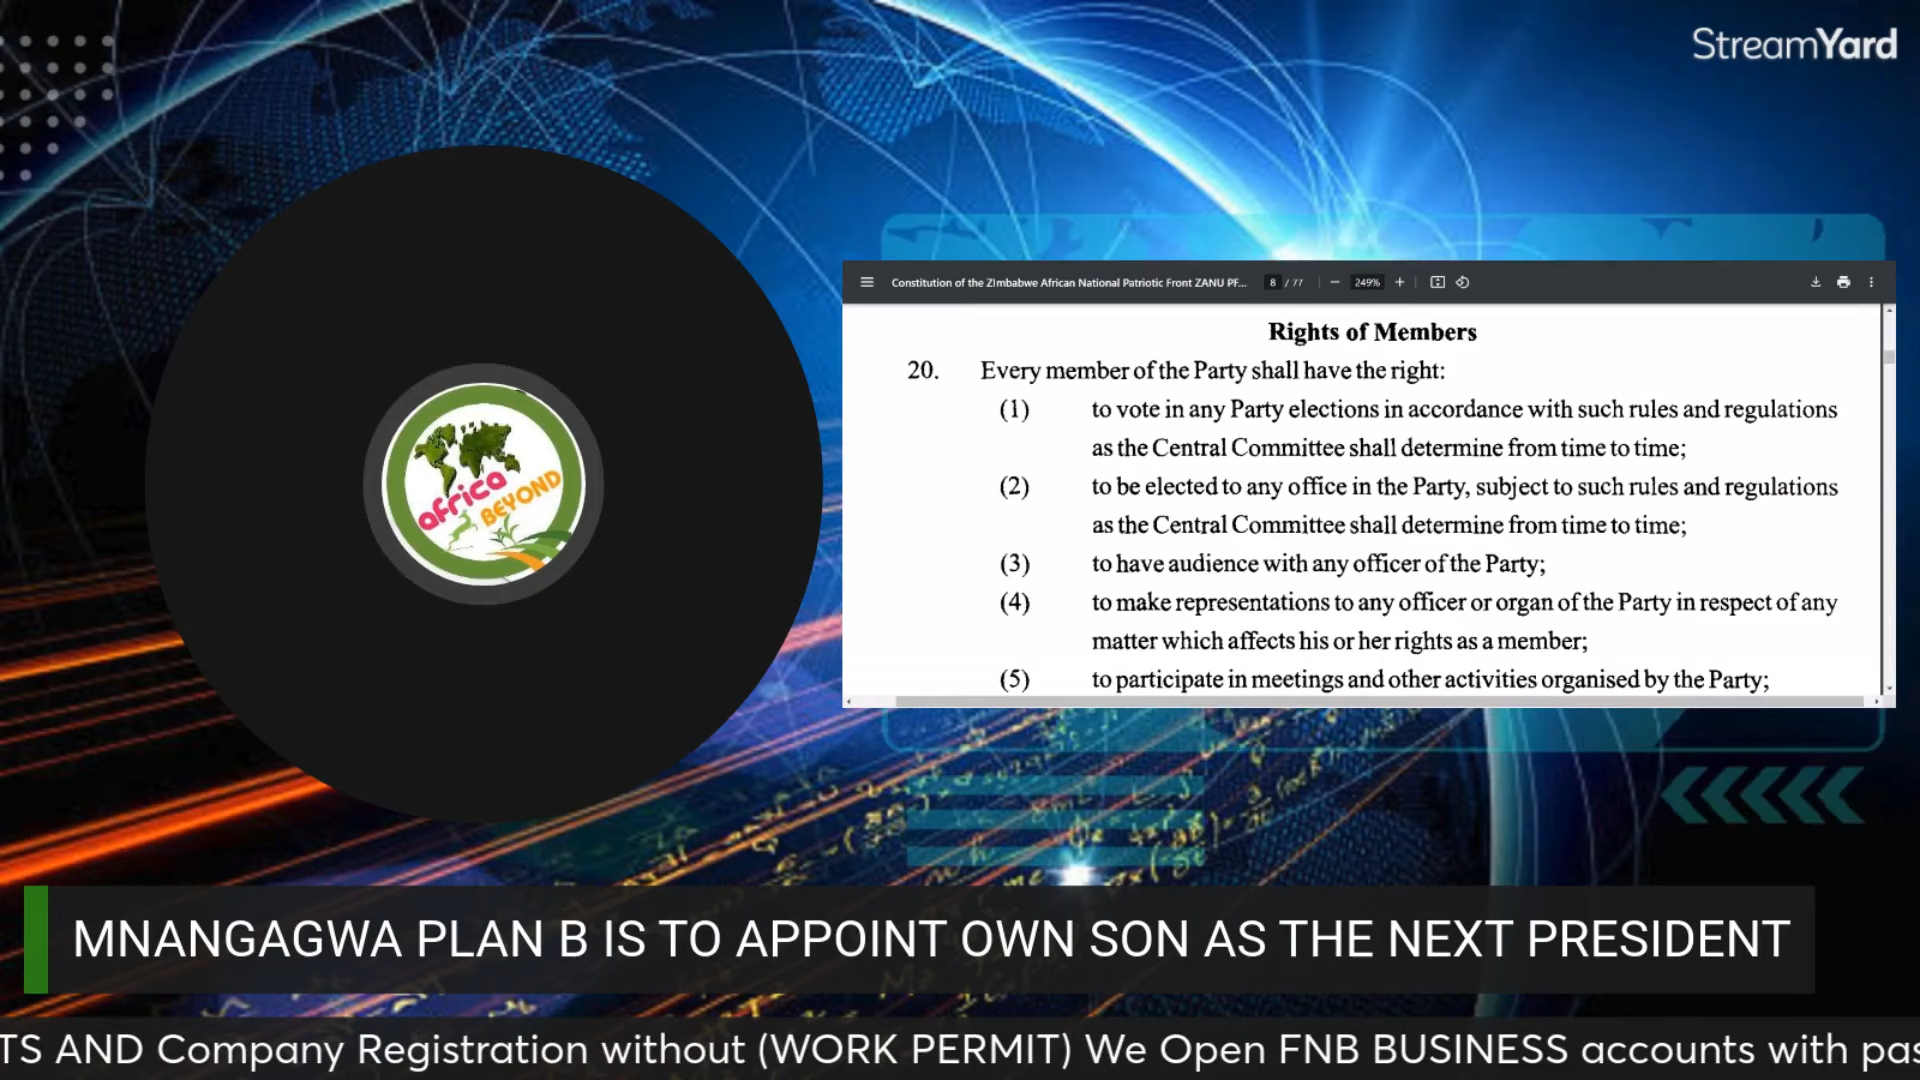 StreamYard
africa
BEYOND
Constitution of the ZImbabwe African National Patriotic Front ZANU PF...
8 / 77
249%
Rights of Members
20. Every member of the Party shall have the right:
(1) to vote in any Party elections in accordance with such rules and regulations
as the Central Committee shall determine from time to time;
(2) to be elected to any office in the Party, subject to such rules and regulations
as the Central Committee shall determine from time to time;
(3) to have audience with any officer of the Party;
(4) to make representations to any officer or organ of the Party in respect of any
matter which affects his or her rights as a member;
(5) to participate in meetings and other activities organised by the Party;
MNANGAGWA PLAN B IS TO APPOINT OWN SON AS THE NEXT PRESIDENT
TS AND Company Registration without (WORK PERMIT) We Open FNB BUSINESS accounts with pas